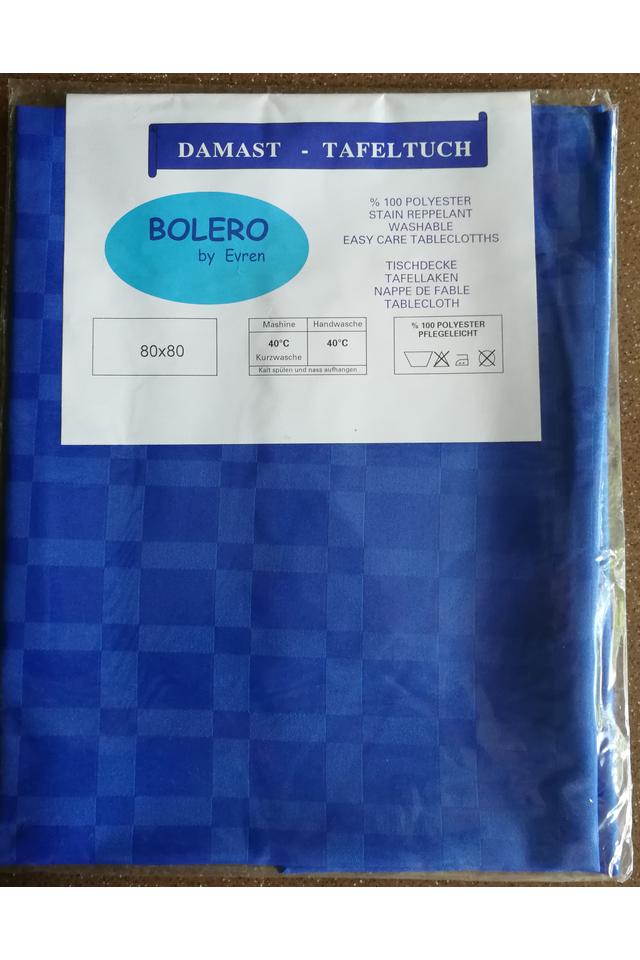 DAMAST - TAFELTUCH
BOLERO
by Evren
% 100 POLYESTER
STAIN REPPELANT
WASHABLE
EASY CARE TABLECLOTTHS
TISCHDECKE
TAFELLAKEN
NAPPE DE FABLE
TABLECLOTH
80x80
Mashine Handwasche
40°C 40°C
Kurzwasche
Kalt spülen und nass aufhangen
% 100 POLYESTER
PFLEGELEICHT